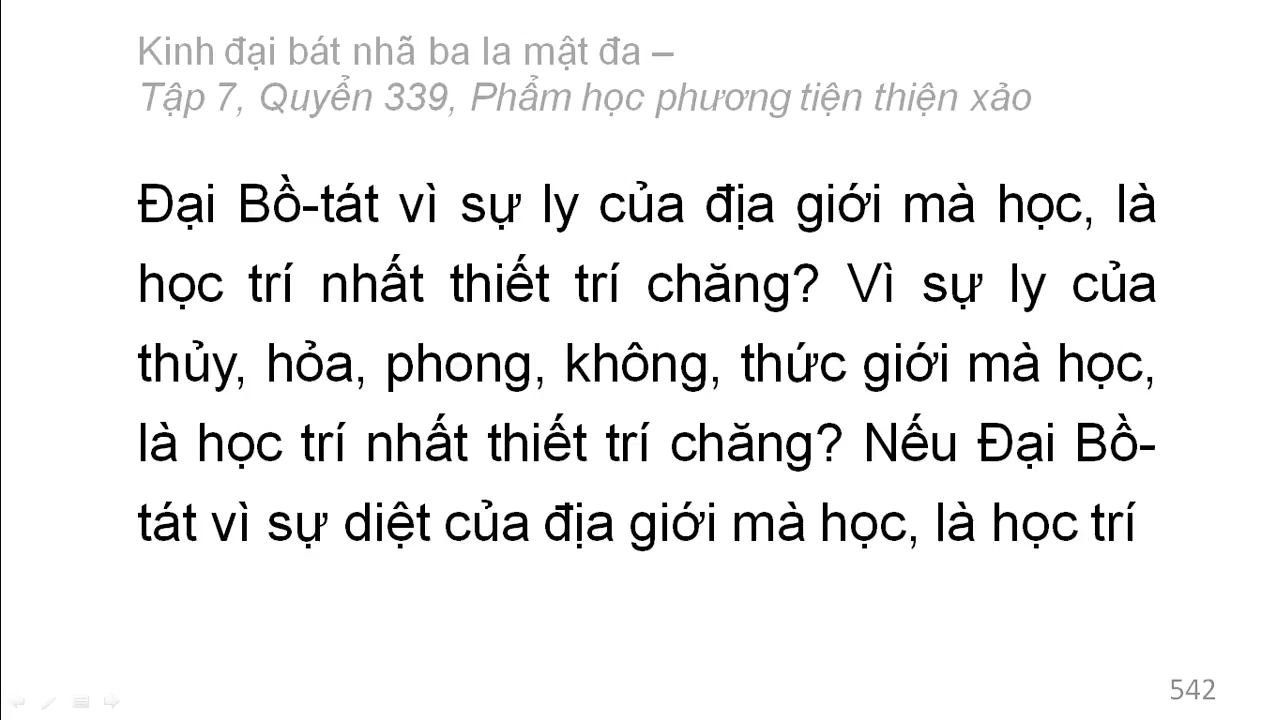 Kinh đại bát nhã ba la mật đa –
Tập 7, Quyển 339, Phẩm học phương tiện thiện xảo
Đại Bồ-tát vì sự ly của địa giới mà học, là
học trí nhất thiết trí chăng? Vì sự ly của
thủy, hỏa, phong, không, thức giới mà học,
là học trí nhất thiết trí chăng? Nếu Đại Bồ-
tát vì sự diệt của địa giới mà học, là học trí
542